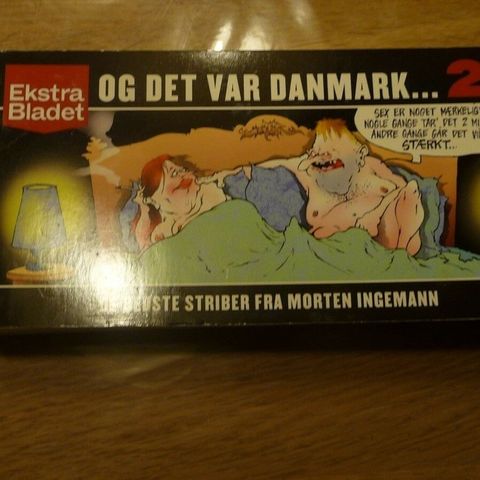 Ekstra
Bladet
OG DET VAR DANMARK... 2
SEX ER NOGET MÆRKELIGT
NOGLE GANGE TAR' DET 2 MI
ANDRE GANGE GÅR DET VI
STÆRKT...
STRIBER FRA MORTEN INGEMANN